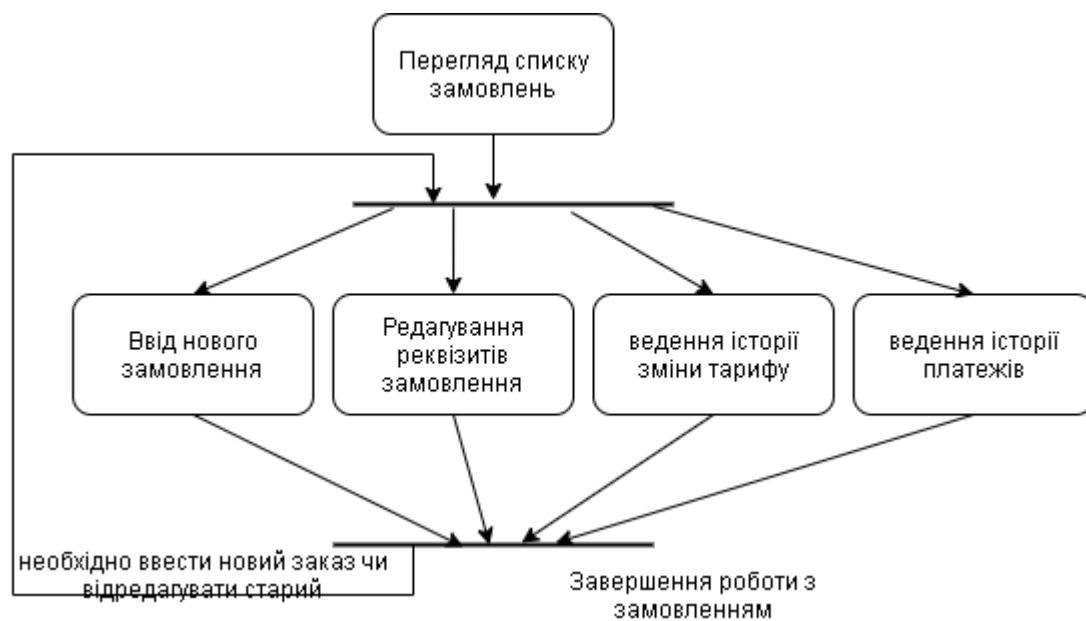 Перегляд списку
замовлень
Ввід нового
замовлення
Редагування
реквізитів
замовлення
ведення історії
зміни тарифу
ведення історії
платежів
необхідно ввести новий заказ чи
відредагувати старий
Завершення роботи з
замовленням